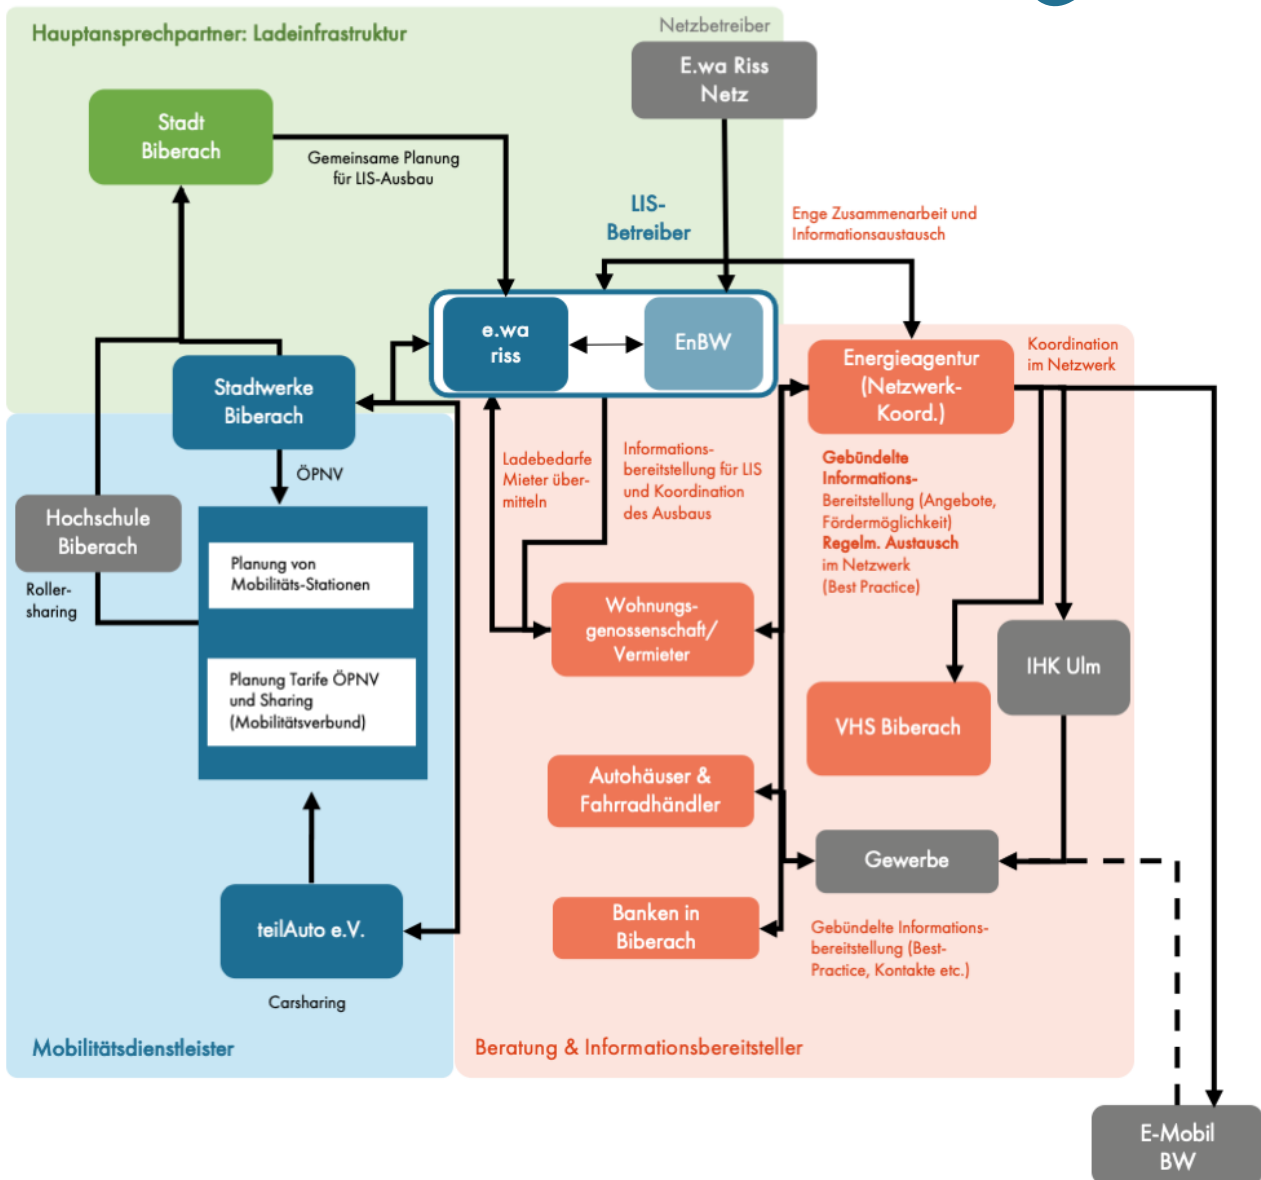 Hauptansprechpartner: Ladeinfrastruktur
Netzbetreiber
E.wa Riss
Netz
Stadt
Biberach
Gemeinsame Planung
für LIS-Ausbau
LIS-
Betreiber
Enge Zusammenarbeit und
Informationsaustausch
e.wa
riss
EnBW
Energieagentur
(Netzwerk-
Koord.)
Koordination
im Netzwerk
Stadtwerke
Biberach
ÖPNV
Ladebedarfe
Mieter über-
mitteln
Informations-
bereitstellung für LIS
und Koordination
des Ausbaus
Gebündelte
Informations-
Bereitstellung (Angebote,
Fördermöglichkeit)
Regelm. Austausch
im Netzwerk
(Best Practice)
Hochschule
Biberach
Roller-
sharing
Planung von
Mobilitäts-Stationen
Planung Tarife ÖPNV
und Sharing
(Mobilitätsverbund)
Wohnungs-
genossenschaft/
Vermieter
IHK Ulm
VHS Biberach
Autohäuser &
Fahrradhändler
Gewerbe
Banken in
Biberach
Gebündelte Informations-
bereitstellung (Best-
Practice, Kontakte etc.)
teilAuto e.V.
Carsharing
Mobilitätsdienstleister
Beratung & Informationsbereitsteller
E-Mobil
BW